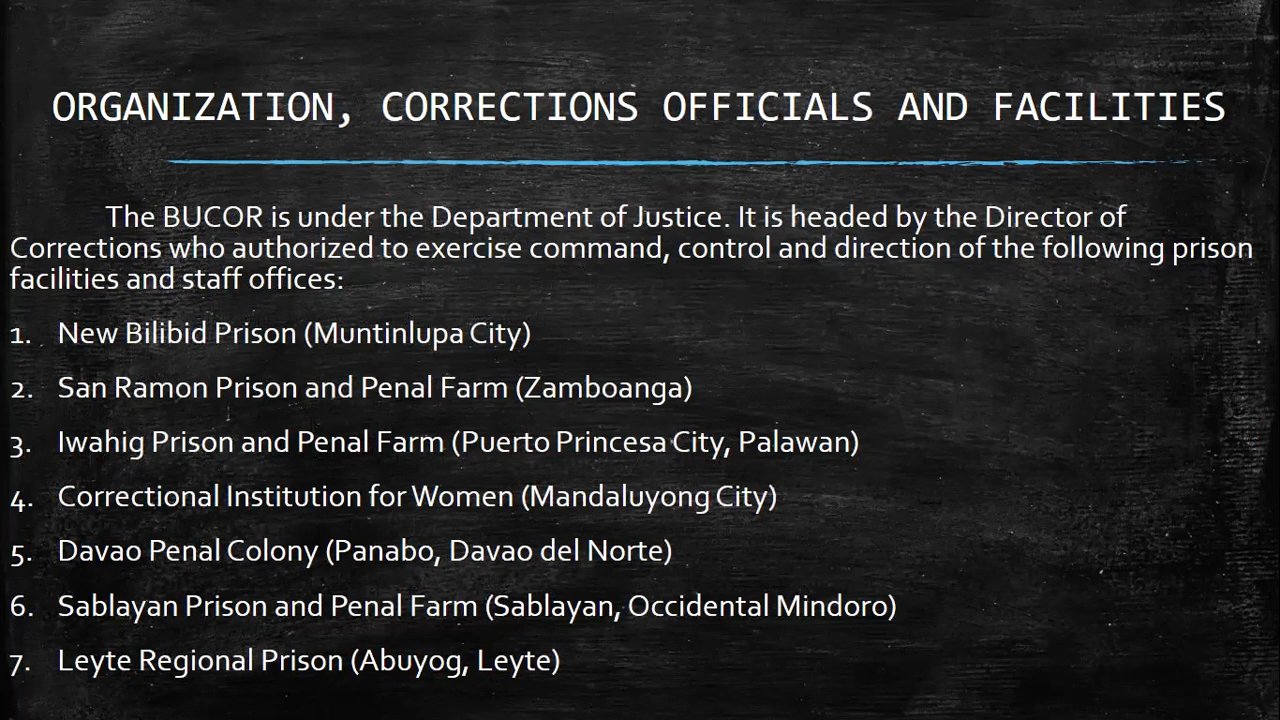 ORGANIZATION, CORRECTIONS OFFICIALS AND FACILITIES
The BUCOR is under the Department of Justice. It is headed by the Director of
Corrections who authorized to exercise command, control and direction of the following prison
facilities and staff offices:
1. New Bilibid Prison (Muntinlupa City)
2. San Ramon Prison and Penal Farm (Zamboanga)
3. Iwahig Prison and Penal Farm (Puerto Princesa City, Palawan)
4. Correctional Institution for Women (Mandaluyong City)
5. Davao Penal Colony (Panabo, Davao del Norte)
6. Sablayan Prison and Penal Farm (Sablayan, Occidental Mindoro)
7. Leyte Regional Prison (Abuyog, Leyte)